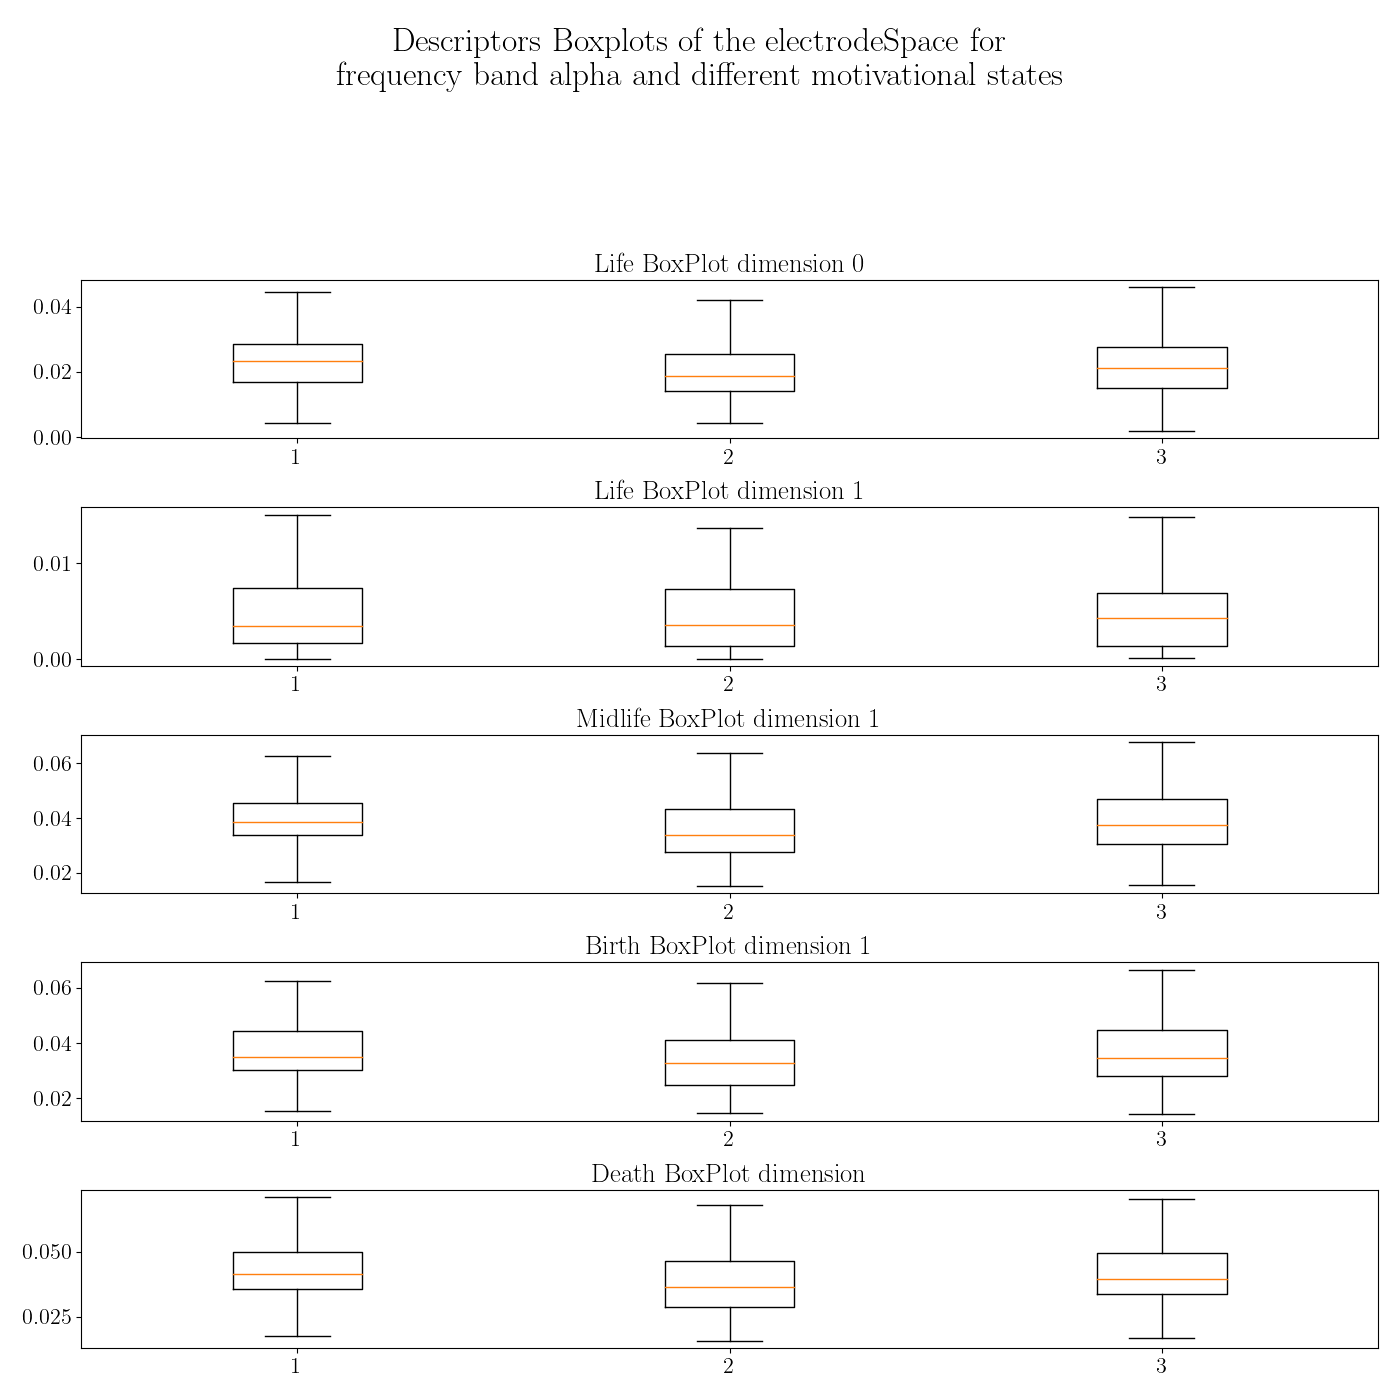 Descriptors Boxplots of the electrodeSpace for
frequency band alpha and different motivational states
Life BoxPlot dimension 0
0.04
0.02
0.00
1 2 3
Life BoxPlot dimension 1
0.01
0.00
1 2 3
Midlife BoxPlot dimension 1
0.06
0.04
0.02
1 2 3
Birth BoxPlot dimension 1
0.06
0.04
0.02
1 2 3
Death BoxPlot dimension
0.050
0.025
1 2 3